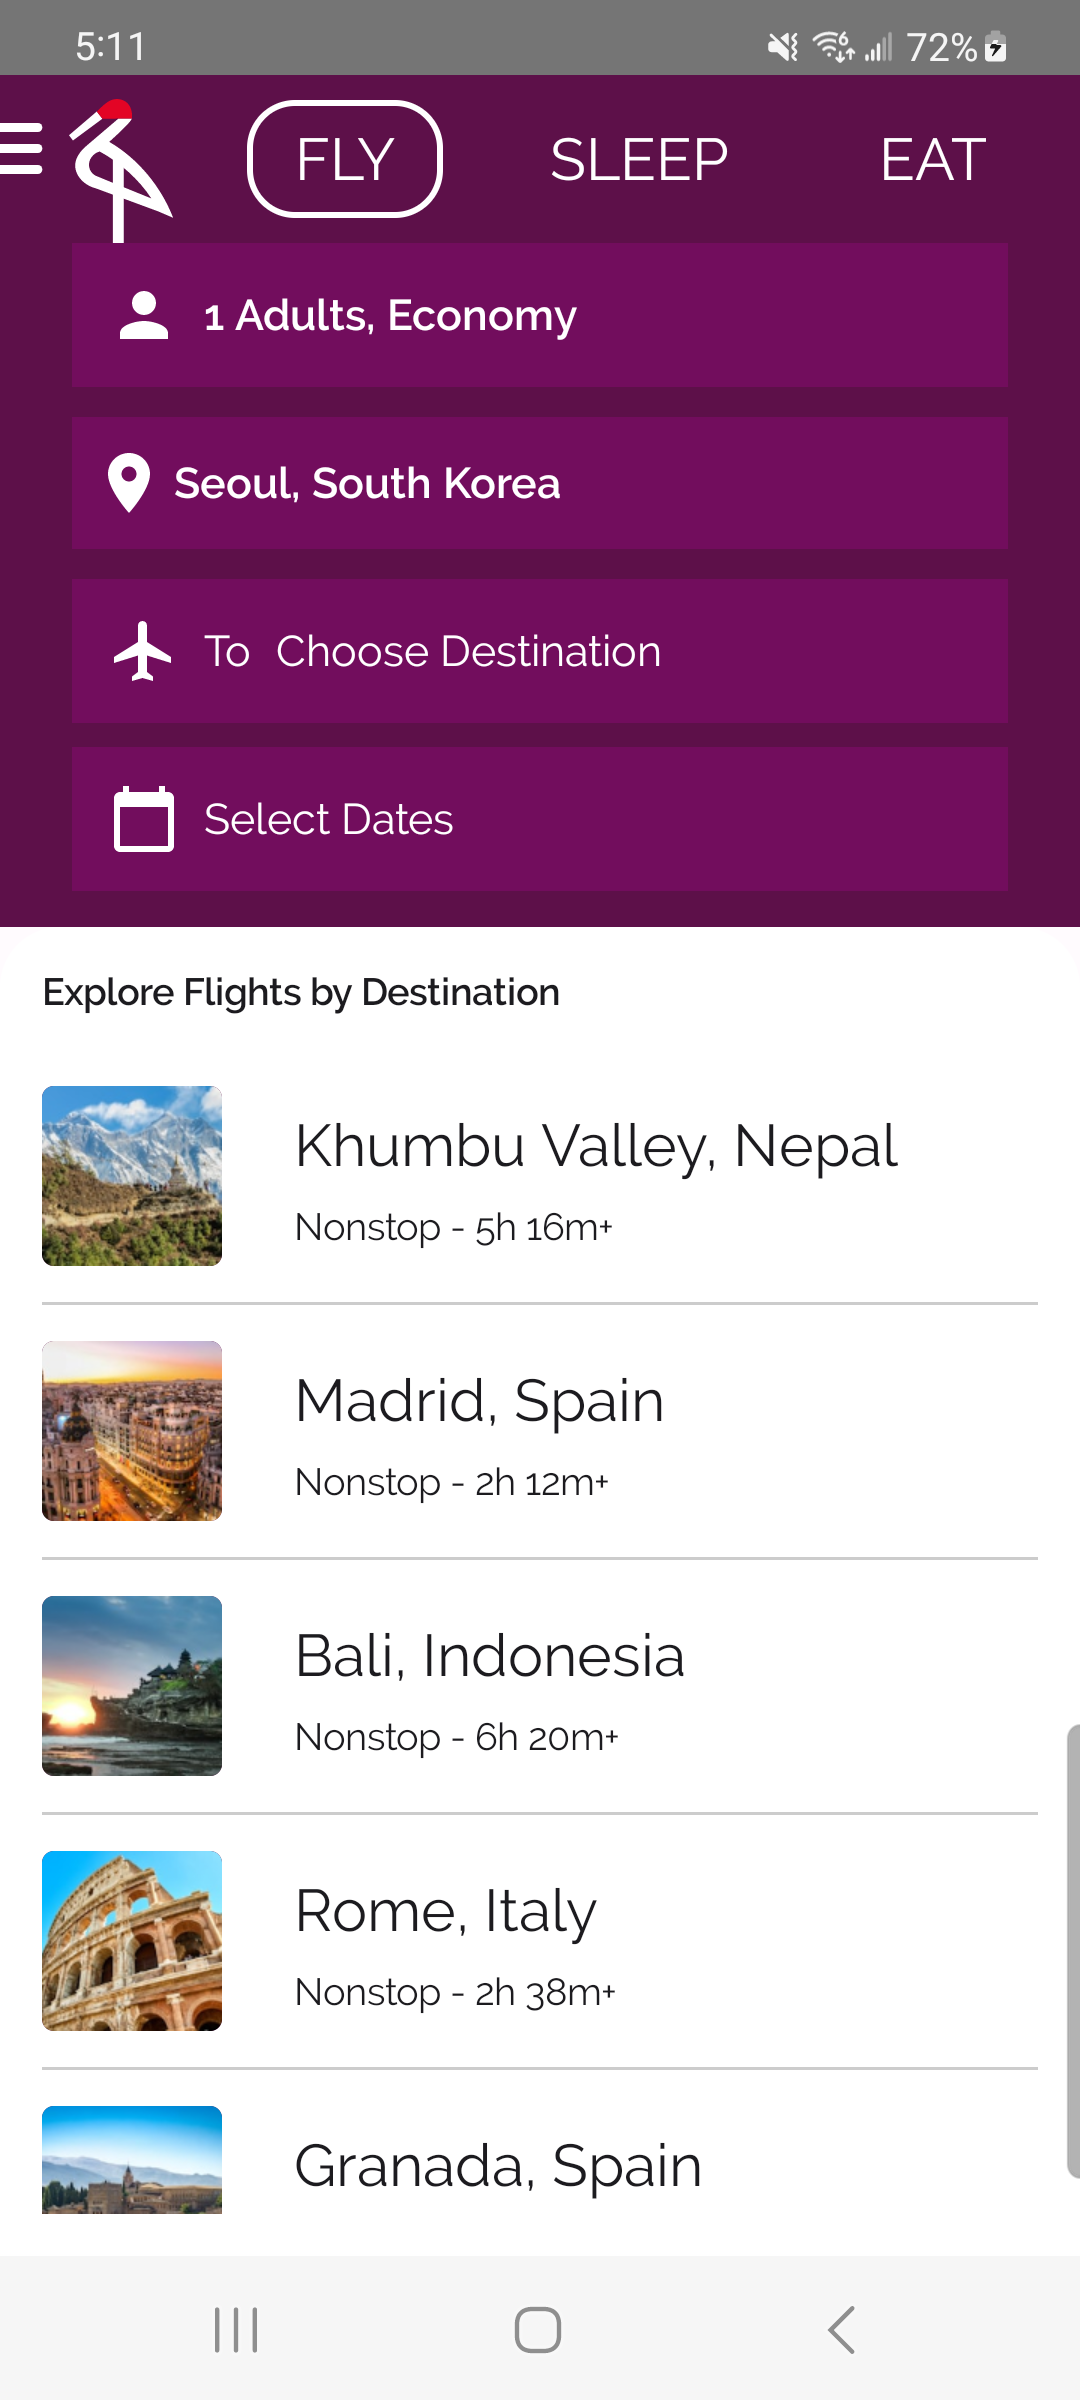 5:11
72%
FLY
SLEEP
EAT
1 Adults, Economy
Seoul, South Korea
To Choose Destination
Select Dates
Explore Flights by Destination
Khumbu Valley, Nepal
Nonstop - 5h 16m+
Madrid, Spain
Nonstop - 2h 12m+
Bali, Indonesia
Nonstop - 6h 20m+
Rome, Italy
Nonstop - 2h 38m+
Granada, Spain